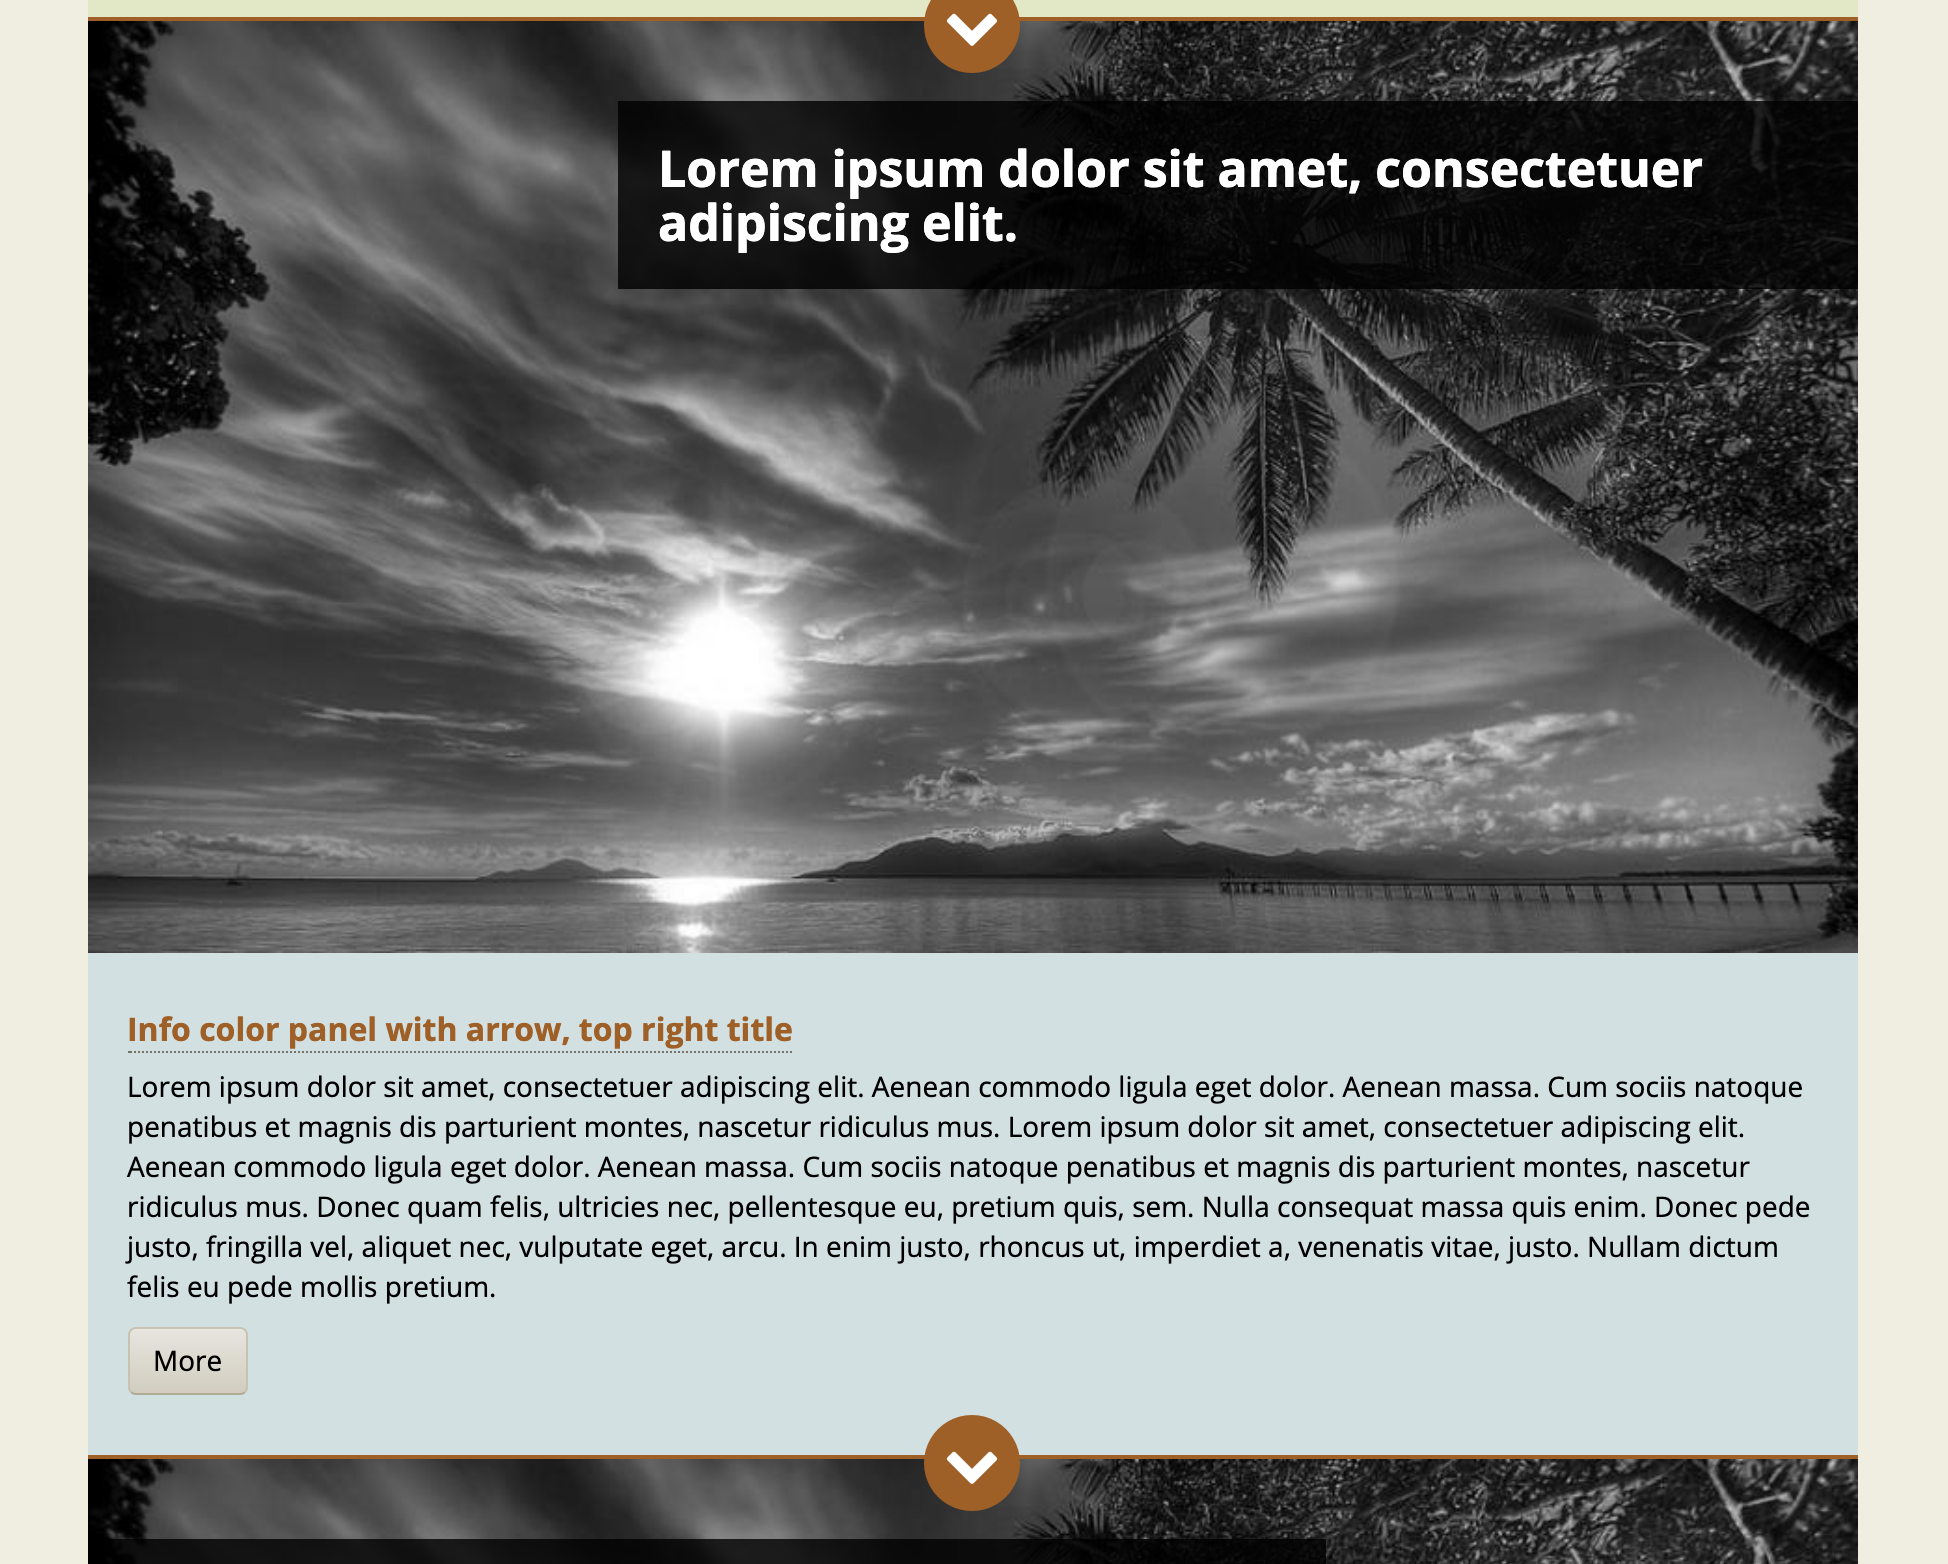 Lorem ipsum dolor sit amet, consectetuer
adipiscing elit.
Info color panel with arrow, top right title
Lorem ipsum dolor sit amet, consectetuer adipiscing elit. Aenean commodo ligula eget dolor. Aenean massa. Cum sociis natoque
penatibus et magnis dis parturient montes, nascetur ridiculus mus. Lorem ipsum dolor sit amet, consectetuer adipiscing elit.
Aenean commodo ligula eget dolor. Aenean massa. Cum sociis natoque penatibus et magnis dis parturient montes, nascetur
ridiculus mus. Donec quam felis, ultricies nec, pellentesque eu, pretium quis, sem. Nulla consequat massa quis enim. Donec pede
justo, fringilla vel, aliquet nec, vulputate eget, arcu. In enim justo, rhoncus ut, imperdiet a, venenatis vitae, justo. Nullam dictum
felis eu pede mollis pretium.
More